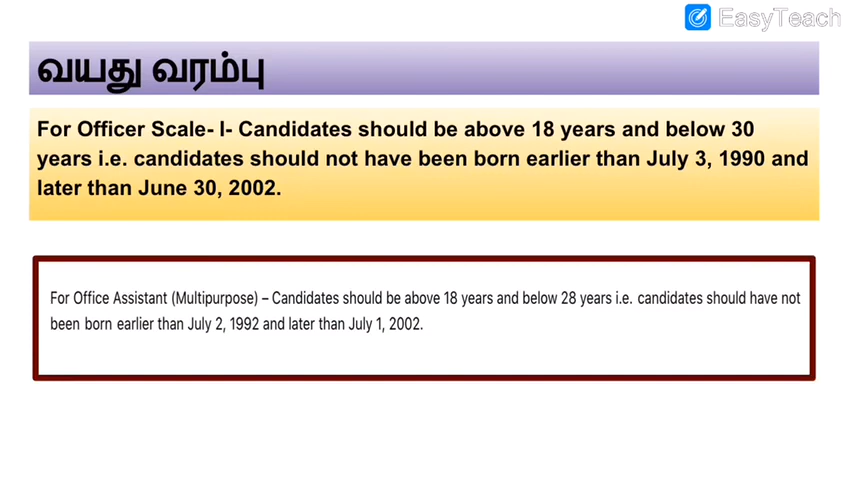 EasyTeach
வயது வரம்பு
For Officer Scale- I- Candidates should be above 18 years and below 30
years i.e. candidates should not have been born earlier than July 3, 1990 and
later than June 30, 2002.
For Office Assistant (Multipurpose) – Candidates should be above 18 years and below 28 years i.e. candidates should have not
been born earlier than July 2, 1992 and later than July 1, 2002.